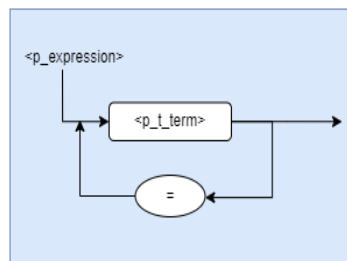 <p_expression>
<p_t_term>
=